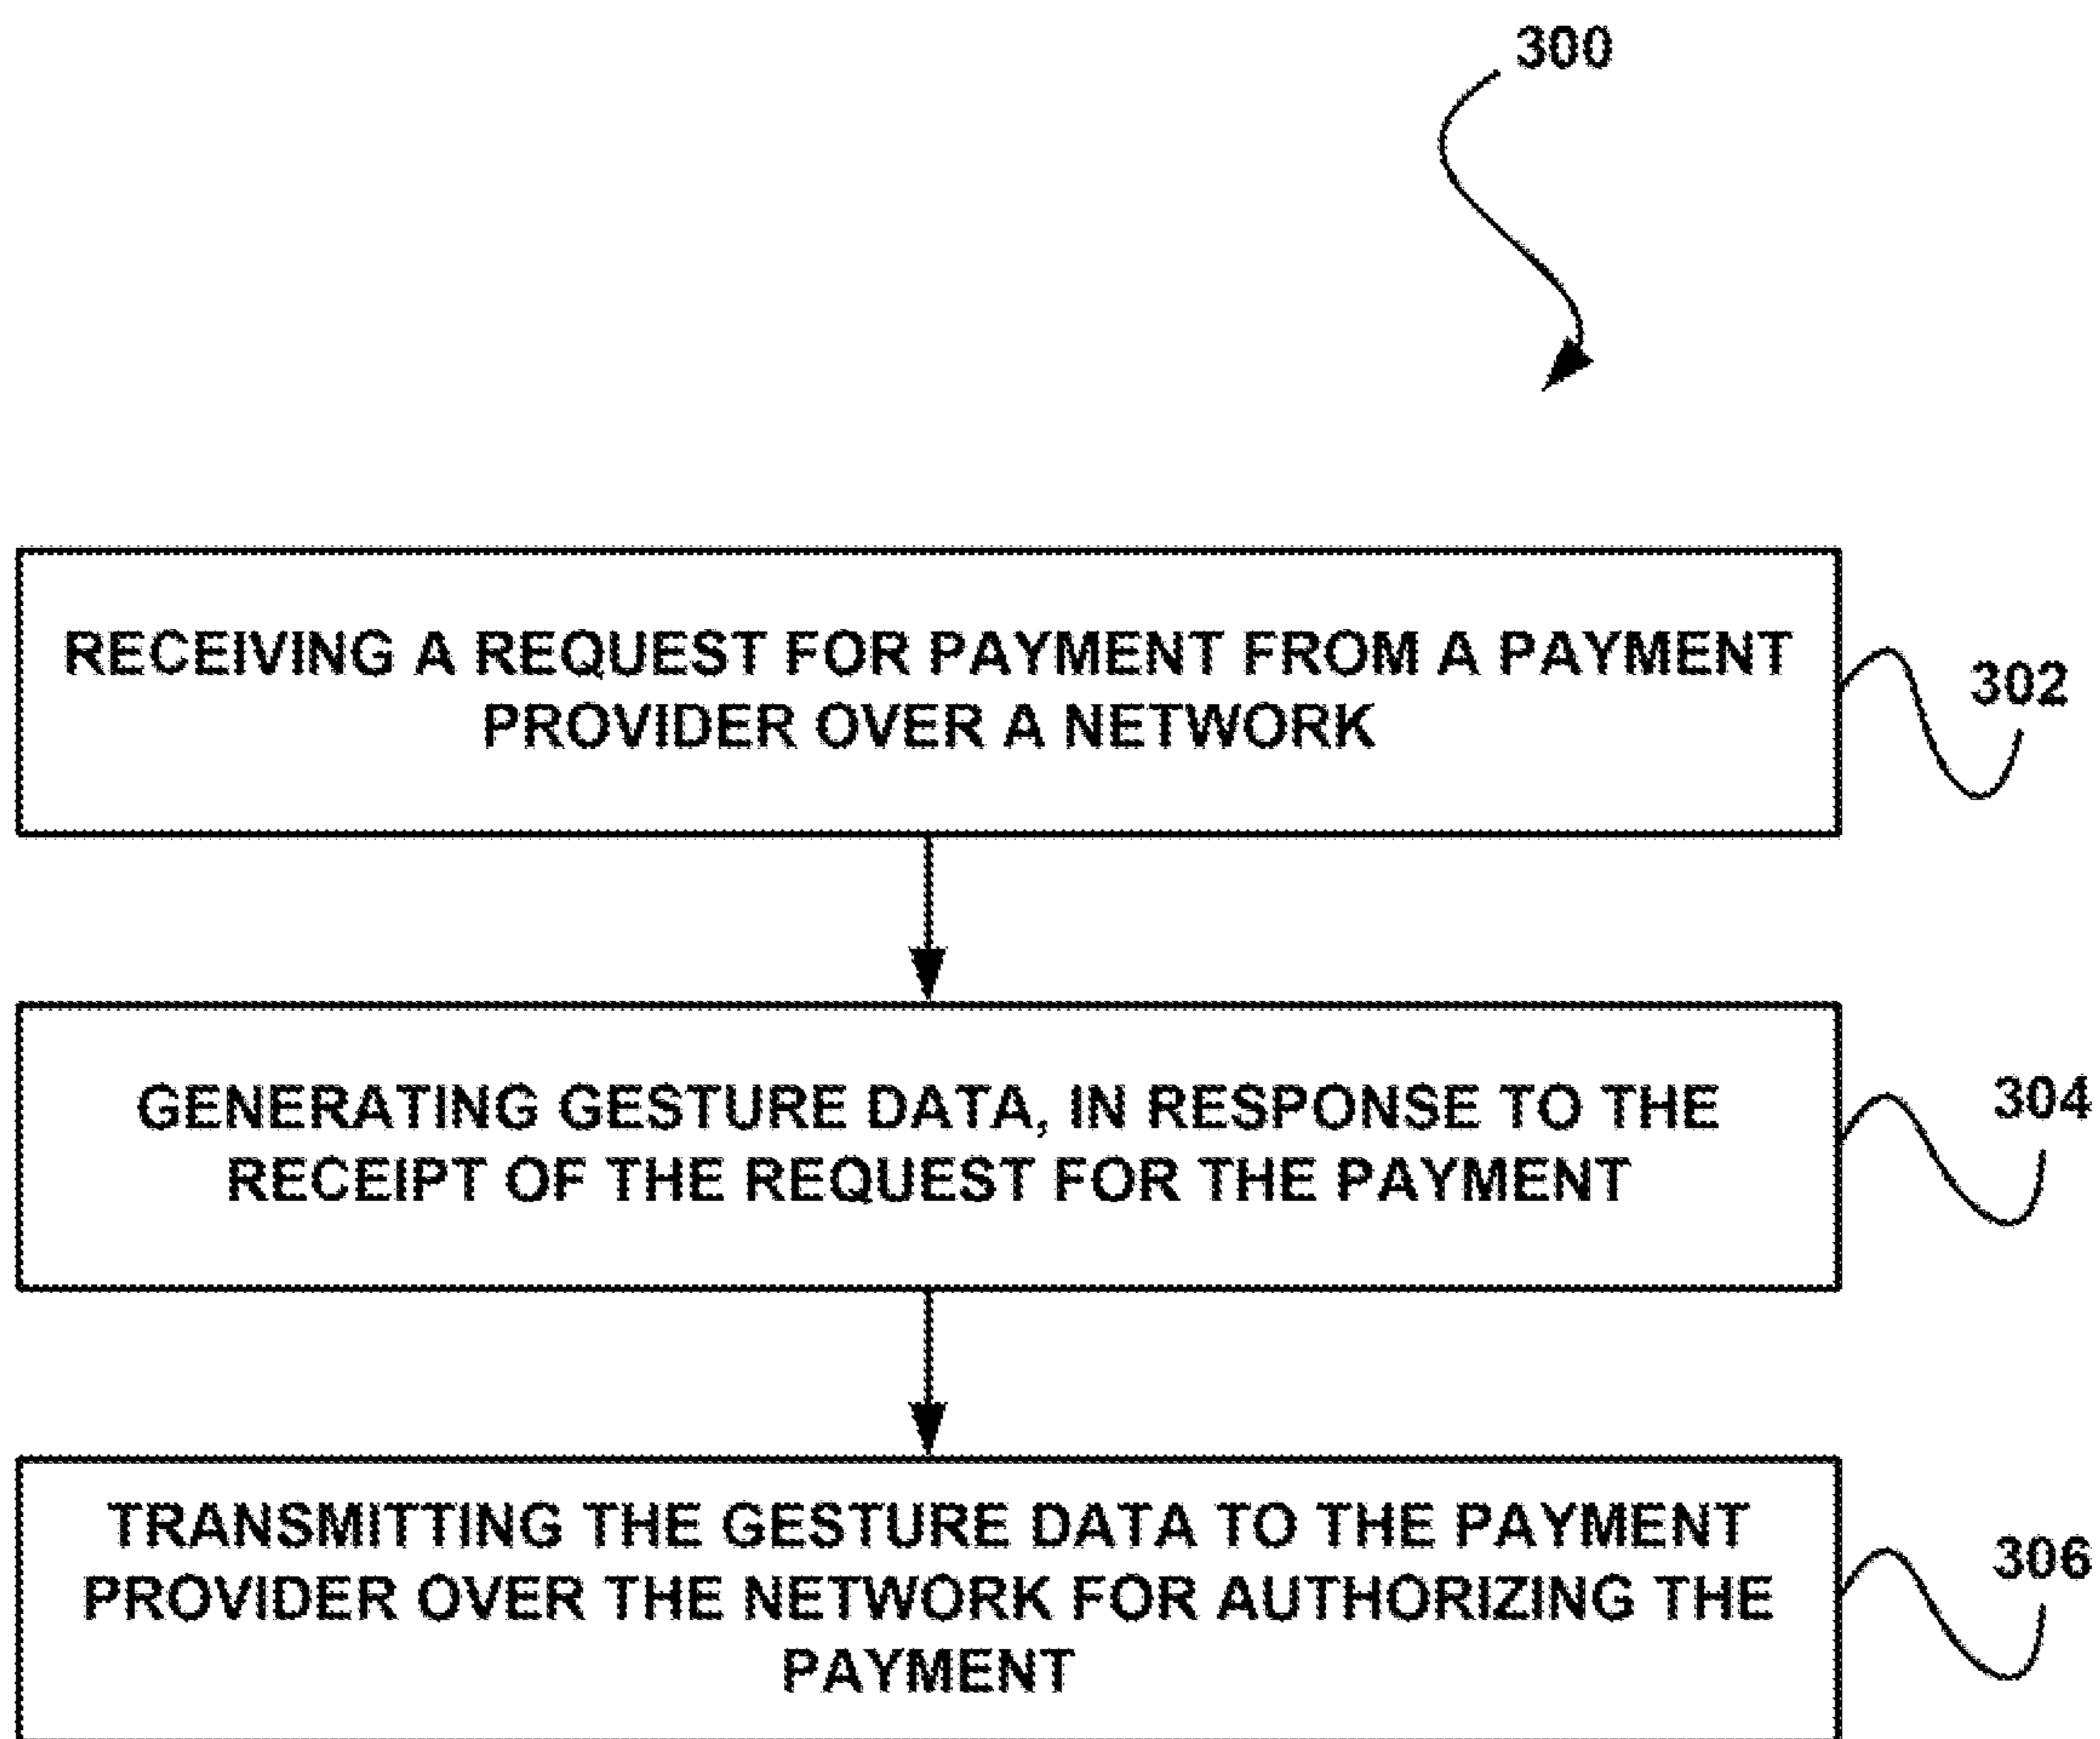 300
RECEIVING A REQUEST FOR PAYMENT FROM A PAYMENT
PROVIDER OVER A NETWORK
302
GENERATING GESTURE DATA, IN RESPONSE TO THE
RECEIPT OF THE REQUEST FOR THE PAYMENT
304
TRANSMITTING THE GESTURE DATA TO THE PAYMENT
PROVIDER OVER THE NETWORK FOR AUTHORIZING THE
PAYMENT
306